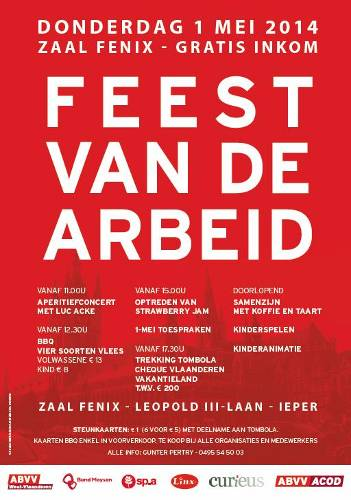 DONDERDAG 1 MEI 2014
ZAAL FENIX - GRATIS INKOM
FEEST
VAN DE
ARBEID
VANAF 11.00U
APERITIEFCONCERT
MET LUC ACKE
VANAF 12.30U
BBQ
VIER SOORTEN VLEES
VOLWASSENE € 13
KIND € 8
VANAF 15.00U
OPTREDEN VAN
STRAWBERRY JAM
1-MEI TOESPRAKEN
VANAF 17.30U
TREKKING TOMBOLA
CHEQUE VLAANDEREN
VAKANTIELAND
T.W.V. € 200
DOORLOPEND
SAMENZIJN
MET KOFFIE EN TAART
KINDERSPELEN
KINDERANIMATIE
ZAAL FENIX - LEOPOLD III-LAAN - IEPER
STEUNKAARTEN: € 1 (6 VOOR € 5) MET DEELNAME AAN TOMBOLA.
KAARTEN BBQ ENKEL IN VOORVERKOOP, TE KOOP BIJ ALLE ORGANISATIES EN MEDEWERKERS
ALLE INFO: GUNTER PERTRY - 0495 54 50 03
ABVV
West-Vlaanderen
Bond Moyson
sp.a
Linx
curieus
ABVV ACOD